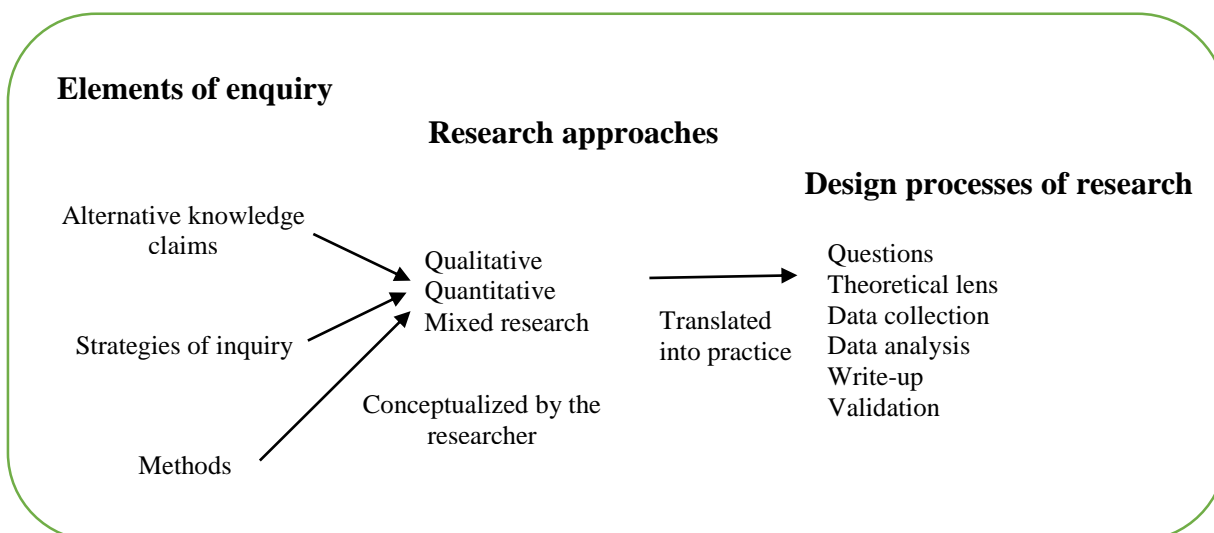 Elements of enquiry
Research approaches
Design processes of research
Alternative knowledge
claims
Strategies of inquiry
Methods
Qualitative
Quantitative
Mixed research
Conceptualized by the
researcher
Translated
into practice
Questions
Theoretical lens
Data collection
Data analysis
Write-up
Validation